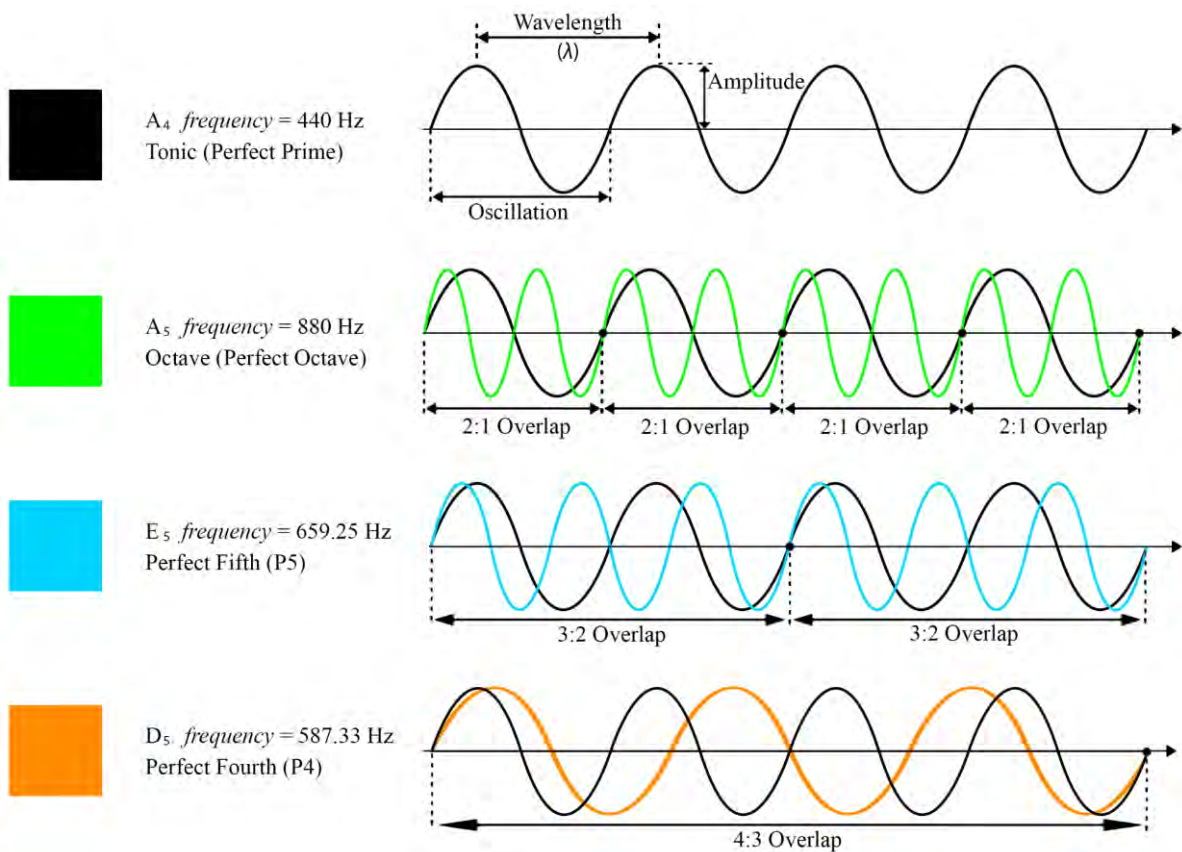 Wavelength
(λ)
Amplitude
A₄ frequency = 440 Hz
Tonic (Perfect Prime)
Oscillation
A₅ frequency = 880 Hz
Octave (Perfect Octave)
2:1 Overlap 2:1 Overlap 2:1 Overlap 2:1 Overlap
E₅ frequency = 659.25 Hz
Perfect Fifth (P5)
3:2 Overlap 3:2 Overlap
D₅ frequency = 587.33 Hz
Perfect Fourth (P4)
4:3 Overlap